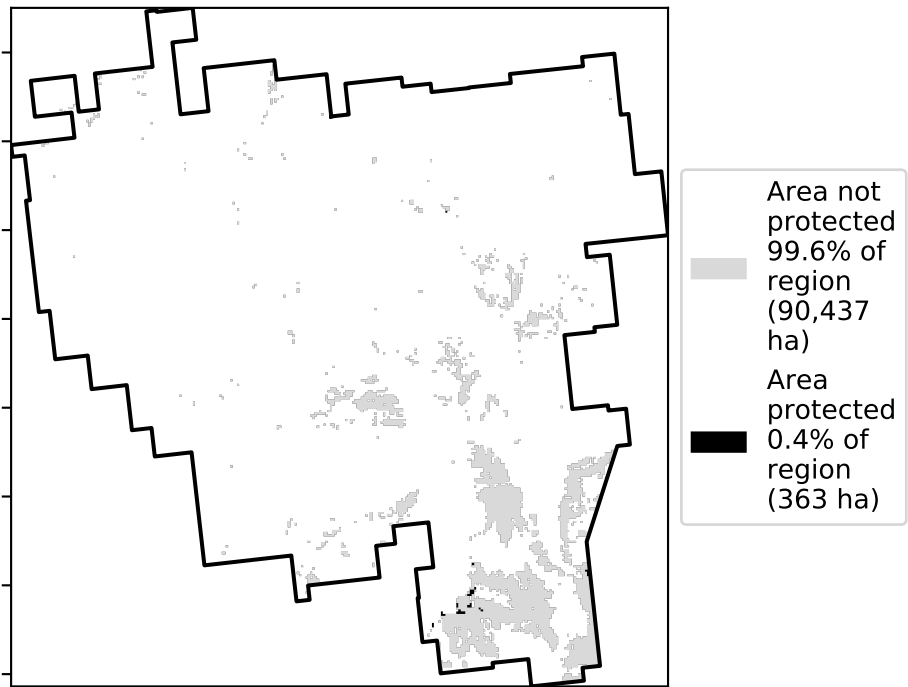 Area not
protected
99.6% of
region
(90,437
ha)
Area
protected
0.4% of
region
(363 ha)